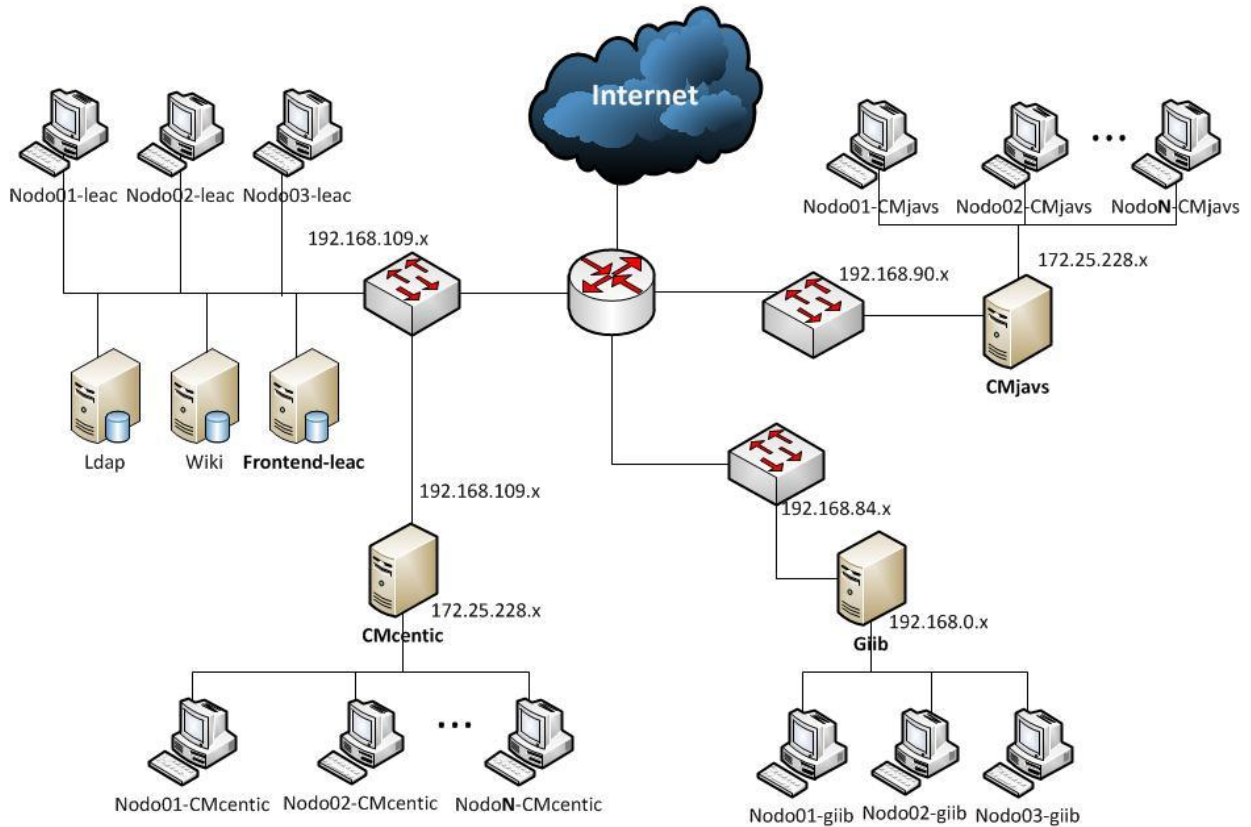 Internet
Nodo01-leac
Nodo02-leac
Nodo03-leac
192.168.109.x
Nodo01-CMjavs
Nodo02-CMjavs
...
NodoN-CMjavs
192.168.90.x
172.25.228.x
CMjavs
Ldap
Wiki
Frontend-leac
192.168.109.x
192.168.84.x
172.25.228.x
CMcentic
192.168.0.x
Giib
Nodo01-CMcentic
Nodo02-CMcentic
...
NodoN-CMcentic
Nodo01-giib
Nodo02-giib
Nodo03-giib